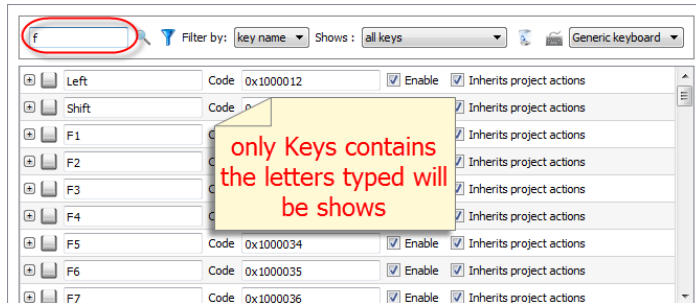 f Filter by: key name Shows : all keys Generic keyboard
Left Code 0x1000012 Enable Inherits project actions
Shift Code Enable Inherits project actions
F1 Inherits project actions
F2 Inherits project actions
F3 Inherits project actions
F4 Inherits project actions
only Keys contains
the letters typed will
be shows
F5 Code 0x1000034 Enable Inherits project actions
F6 Code 0x1000035 Enable Inherits project actions
F7 Code 0x1000036 Enable Inherits project actions